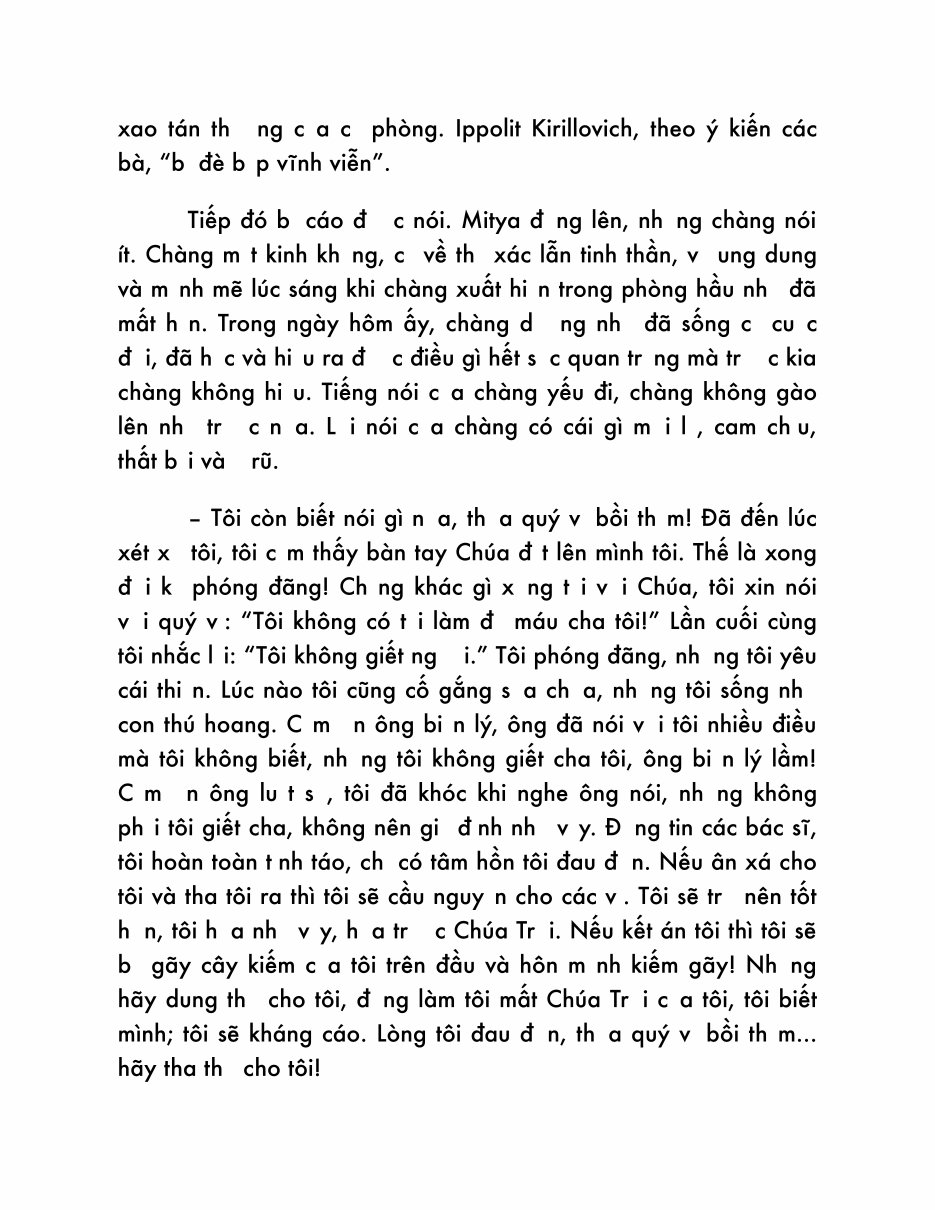 xao tán th ng c a c phòng. Ippolit Kirillovich, theo ý kiến các
bà, “b đè b p vĩnh viễn”.
Tiếp đó b cáo đ c nói. Mitya đ ng lên, nh ng chàng nói
ít. Chàng m t kinh kh ng, c về th xác lẫn tinh thần, v ung dung
và m nh mẽ lúc sáng khi chàng xuất hi n trong phòng hầu nh đã
mất h n. Trong ngày hôm ấy, chàng d ng nh đã sống c cu c
đ i, đã h c và hi u ra đ c điều gì hết s c quan tr ng mà tr c kia
chàng không hi u. Tiếng nói c a chàng yếu đi, chàng không gào
lên nh tr c n a. L i nói c a chàng có cái gì m i l , cam ch u,
thất b i và rũ.
– Tôi còn biết nói gì n a, th a quý v bồi th m! Đã đến lúc
xét x tôi, tôi c m thấy bàn tay Chúa đ t lên mình tôi. Thế là xong
đ i k phóng đãng! Ch ng khác gì x ng t i v i Chúa, tôi xin nói
v i quý v : “Tôi không có t i làm đ máu cha tôi!” Lần cuối cùng
tôi nhắc l i: “Tôi không giết ng i.” Tôi phóng đãng, nh ng tôi yêu
cái thi n. Lúc nào tôi cũng cố gắng s a ch a, nh ng tôi sống nh
con thú hoang. C m n ông bi n lý, ông đã nói v i tôi nhiều điều
mà tôi không biết, nh ng tôi không giết cha tôi, ông bi n lý lầm!
C m n ông lu t s , tôi đã khóc khi nghe ông nói, nh ng không
ph i tôi giết cha, không nên gi đ nh nh v y. Đ ng tin các bác sĩ,
tôi hoàn toàn t nh táo, ch có tâm hồn tôi đau đ n. Nếu ân xá cho
tôi và tha tôi ra thì tôi sẽ cầu nguy n cho các v . Tôi sẽ tr nên tốt
h n, tôi h a nh v y, h a tr c Chúa Tr i. Nếu kết án tôi thì tôi sẽ
b gãy cây kiếm c a tôi trên đầu và hôn m nh kiếm gãy! Nh ng
hãy dung th cho tôi, đ ng làm tôi mất Chúa Tr i c a tôi, tôi biết
mình; tôi sẽ kháng cáo. Lòng tôi đau đ n, th a quý v bồi th m...
hãy tha th cho tôi!